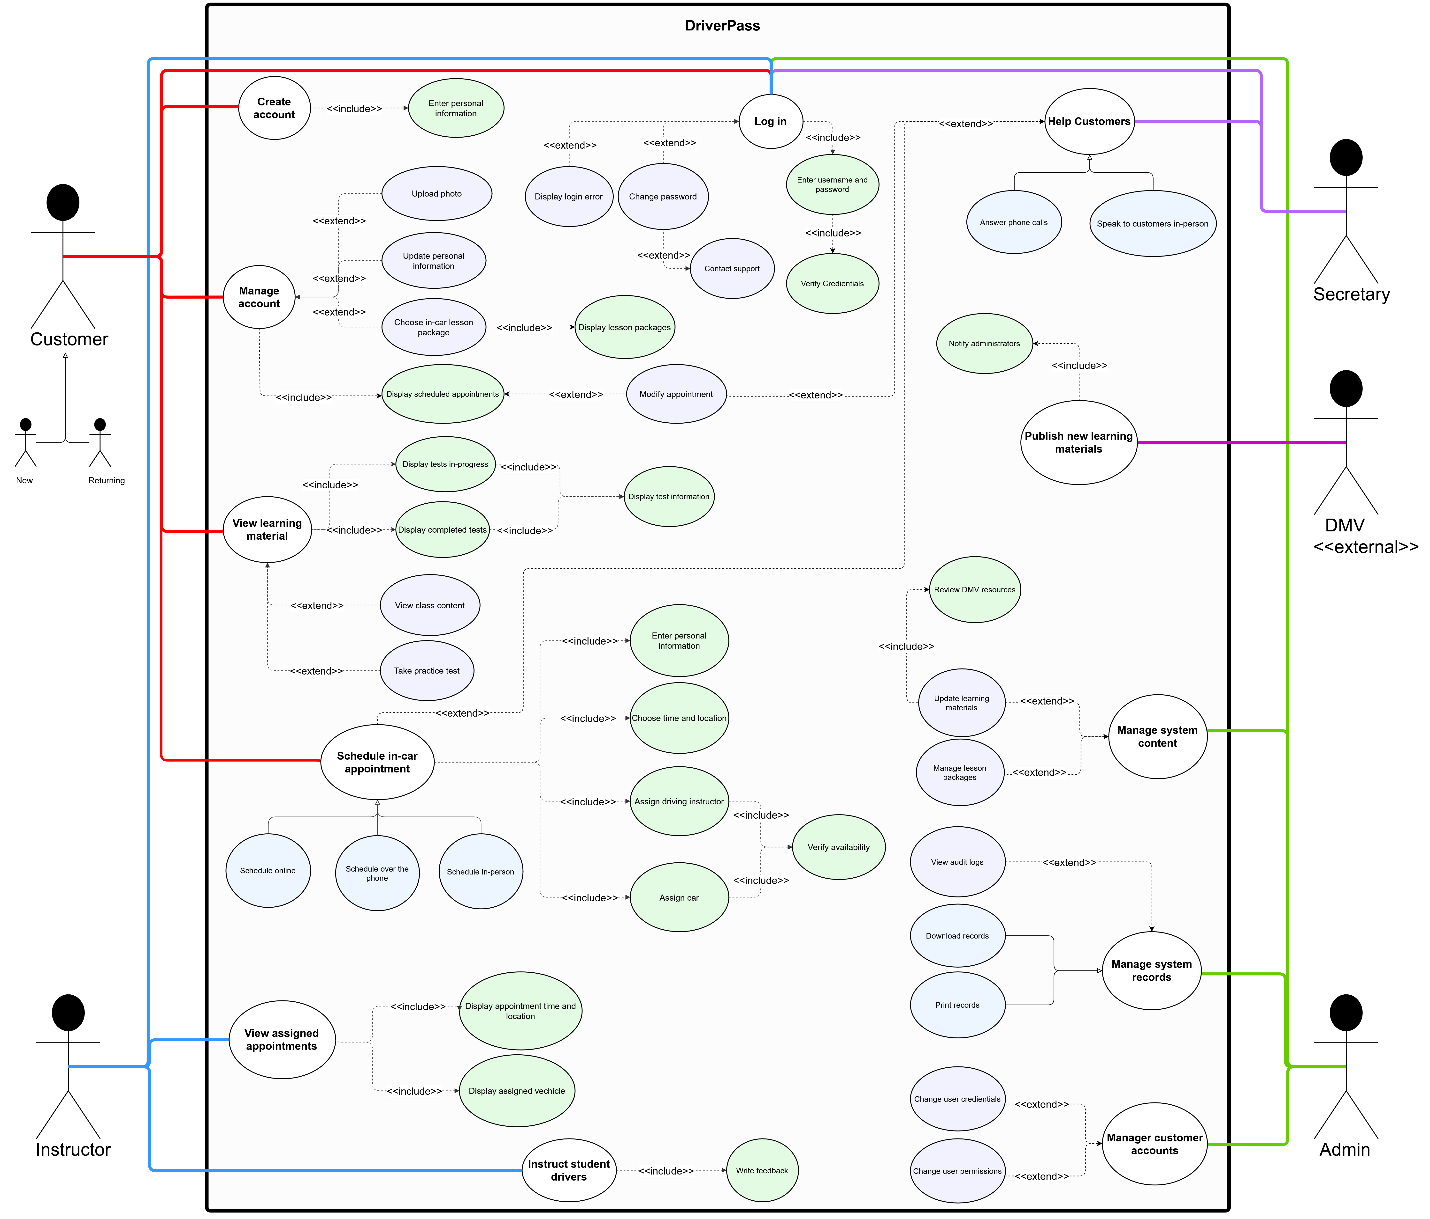 DriverPass
Create
account
<<include>>
Enter personal
information
Log in
<<include>>
<<extend>>
<<extend>>
Display login error
Change password
Enter username and
password
<<include>>
<<extend>>
Contact support
Verify Credentials
<<extend>>
Help Customers
Answer phone calls
Speak to customers in-person
Secretary
Customer
New
Returning
Upload photo
<<extend>>
Update personal
information
<<extend>>
Manage
account
<<extend>>
Choose in-car lesson
package
<<include>>
Display lesson packages
<<include>>
Display scheduled appointments
<<extend>>
Modify appointment
<<extend>>
Notify administrators
<<include>>
Publish new learning
materials
DMV
<<external>>
View learning
material
<<include>>
<<include>>
Display tests in-progress
<<include>>
Display completed tests
<<include>>
Display test information
<<extend>>
View class content
<<extend>>
Take practice test
<<extend>>
Schedule in-car
appointment
Schedule online
Schedule over the
phone
Schedule in-person
<<include>>
Enter personal
Information
<<include>>
Choose time and location
<<include>>
Assign driving instructor
<<include>>
<<include>>
Assign car
<<include>>
Verify availability
Review DMV resources
<<include>>
Update learning
materials
<<extend>>
Manage lesson
packages
<<extend>>
Manage system
content
View audit logs
<<extend>>
Download records
Print records
Manage system
records
Change user credentials
<<extend>>
Change user permissions
<<extend>>
Manager customer
accounts
Admin
Instructor
View assigned
appointments
<<include>>
Display appointment time and
location
<<include>>
Display assigned vechicle
Instruct student
drivers
<<include>>
Write feedback